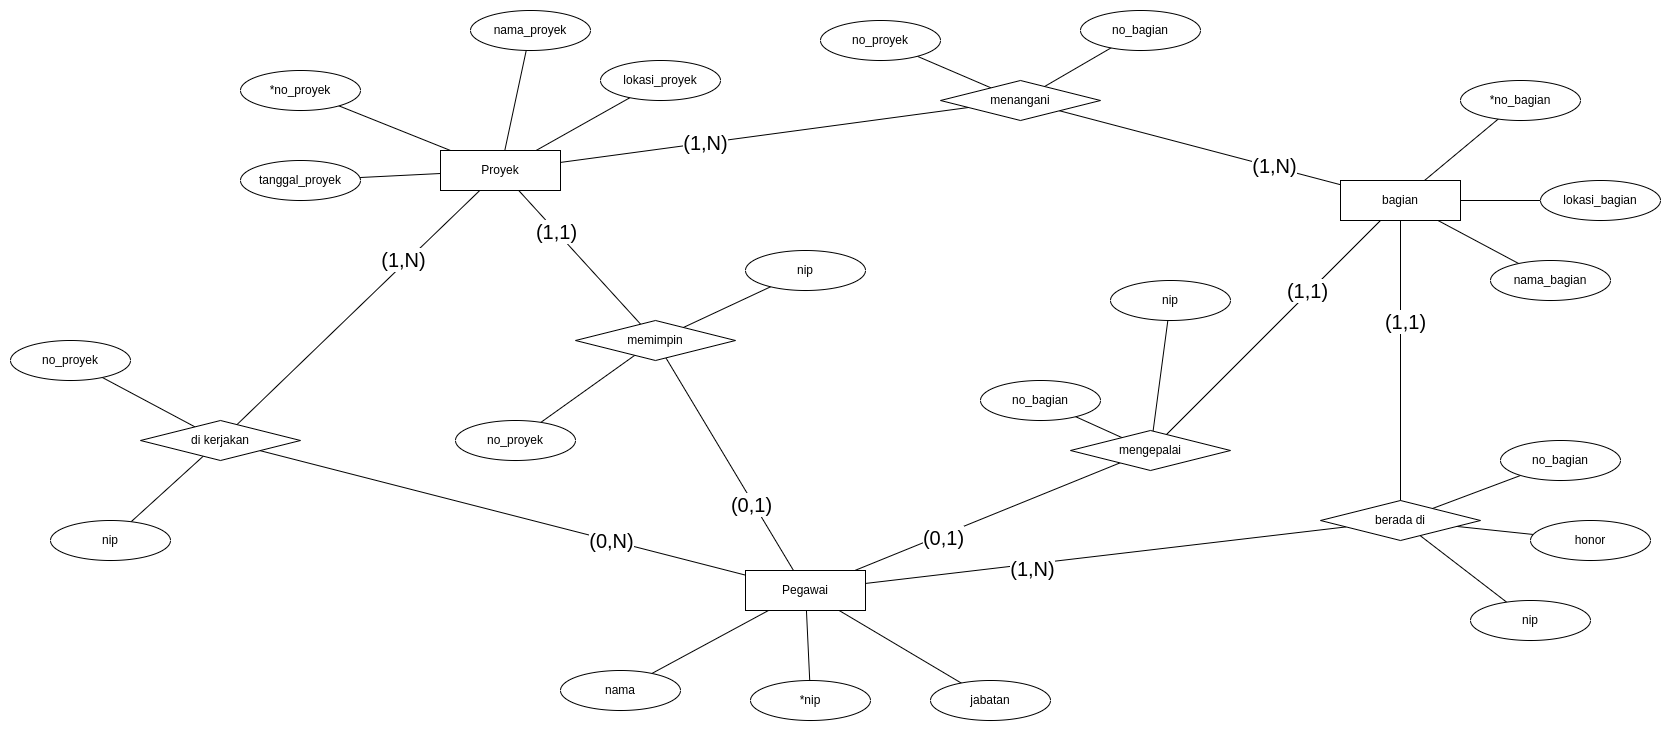 nama_proyek
no_bagian
no_proyek
lokasi_proyek
*no_proyek
menangani
*no_bagian
(1,N)
(1,N)
Proyek
tanggal_proyek
bagian
lokasi_bagian
(1,1)
(1,N)
nip
nama_bagian
(1,1)
nip
(1,1)
memimpin
no_proyek
no_bagian
no_proyek
di kerjakan
mengepalai
no_bagian
(0,1)
berada di
nip
(0,N)
(0,1)
honor
(1,N)
Pegawai
nip
nama
*nip
jabatan